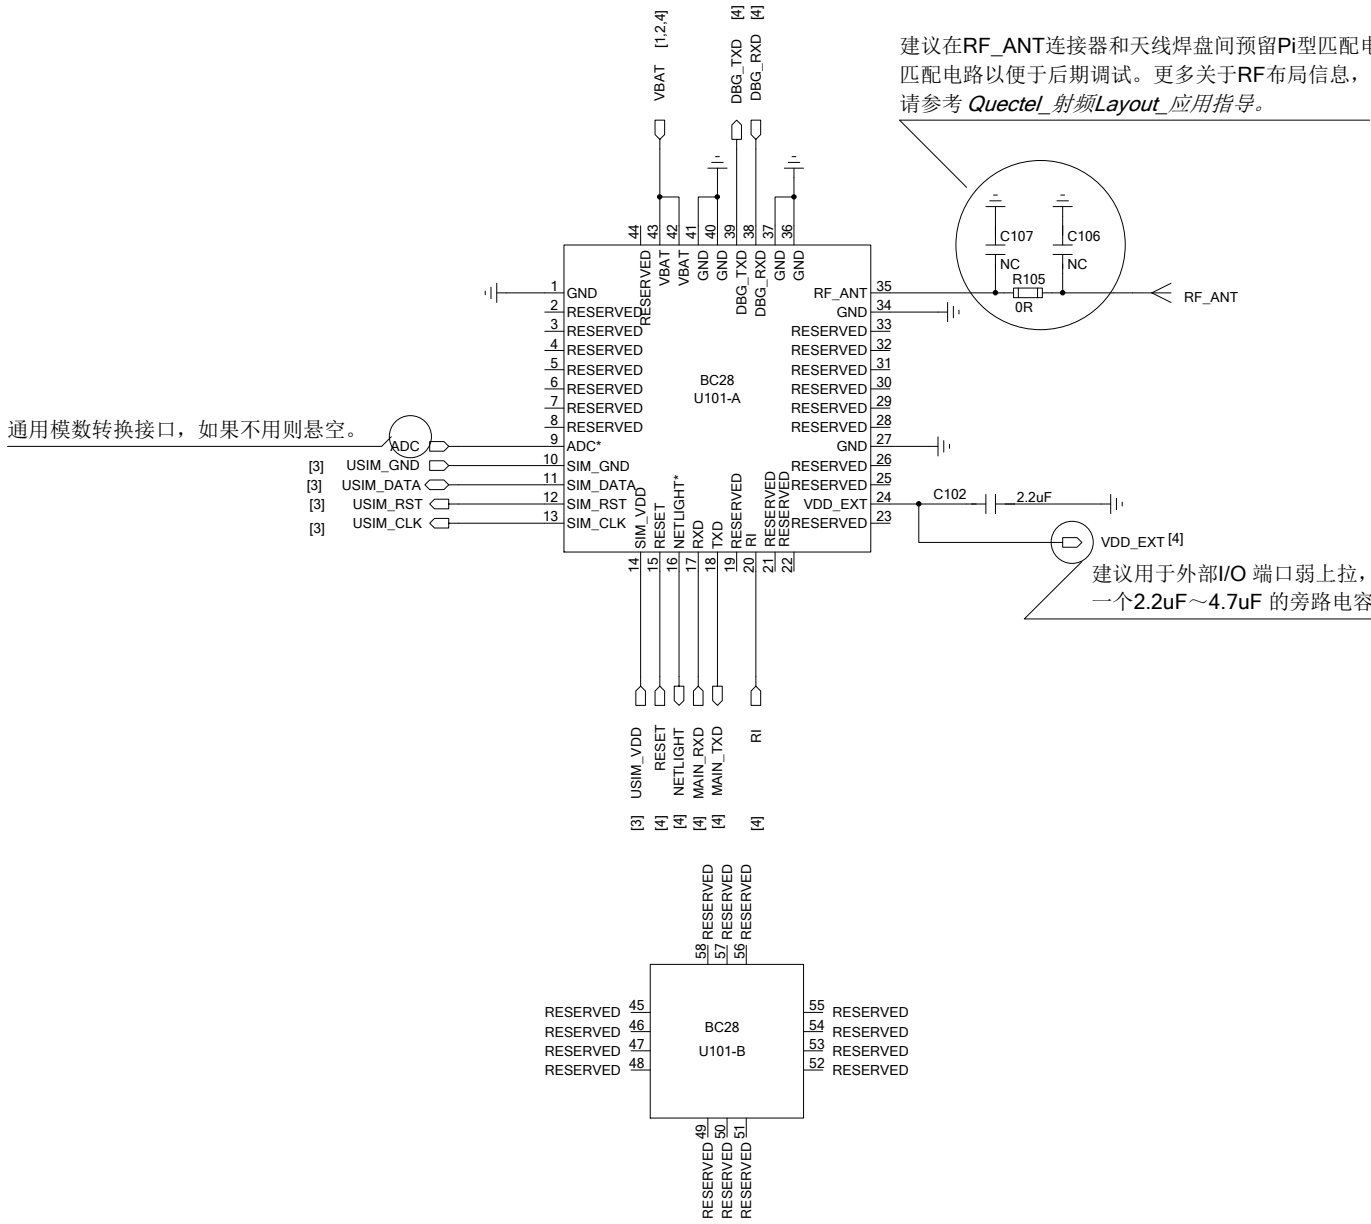 VBAT [1,2,4]
DBG_TXD [4]
DBG_RXD [4]
建议在RF_ANT连接器和天线焊盘间预留Pi型匹配
匹配电路以便于后期调试。更多关于RF布局信息，
请参考 Quectel_射频Layout_应用指导。
C107
NC
C106
NC
R105
0R
RF_ANT
44 RESERVED
43 VBAT
42 VBAT
41 GND
40 GND
39 DBG_TXD
38 DBG_RXD
37 GND
36 GND
1 GND
2 RESERVED
3 RESERVED
4 RESERVED
5 RESERVED
6 RESERVED
7 RESERVED
8 RESERVED
9 ADC*
10 SIM_GND
11 SIM_DATA
12 SIM_RST
13 SIM_CLK
BC28
U101-A
RF_ANT 35
GND 34
RESERVED 33
RESERVED 32
RESERVED 31
RESERVED 30
RESERVED 29
RESERVED 28
GND 27
RESERVED 26
RESERVED 25
VDD_EXT 24
RESERVED 23
通用模数转换接口，如果不用则悬空。
ADC
[3] USIM_GND
[3] USIM_DATA
[3] USIM_RST
[3] USIM_CLK
C102 2.2uF
VDD_EXT [4]
建议用于外部I/O 端口弱上拉，
一个2.2uF～4.7uF 的旁路电容
14 SIM_VDD
15 RESET
16 NETLIGHT*
17 RXD
18 TXD
19 RESERVED
20 RI
21 RESERVED
22 RESERVED
[3] USIM_VDD
[4] RESET
[4] NETLIGHT
[4] MAIN_RXD
[4] MAIN_TXD
[4] RI
58 RESERVED
57 RESERVED
56 RESERVED
RESERVED 45
RESERVED 46
RESERVED 47
RESERVED 48
BC28
U101-B
55 RESERVED
54 RESERVED
53 RESERVED
52 RESERVED
RESERVED 49
RESERVED 50
RESERVED 51